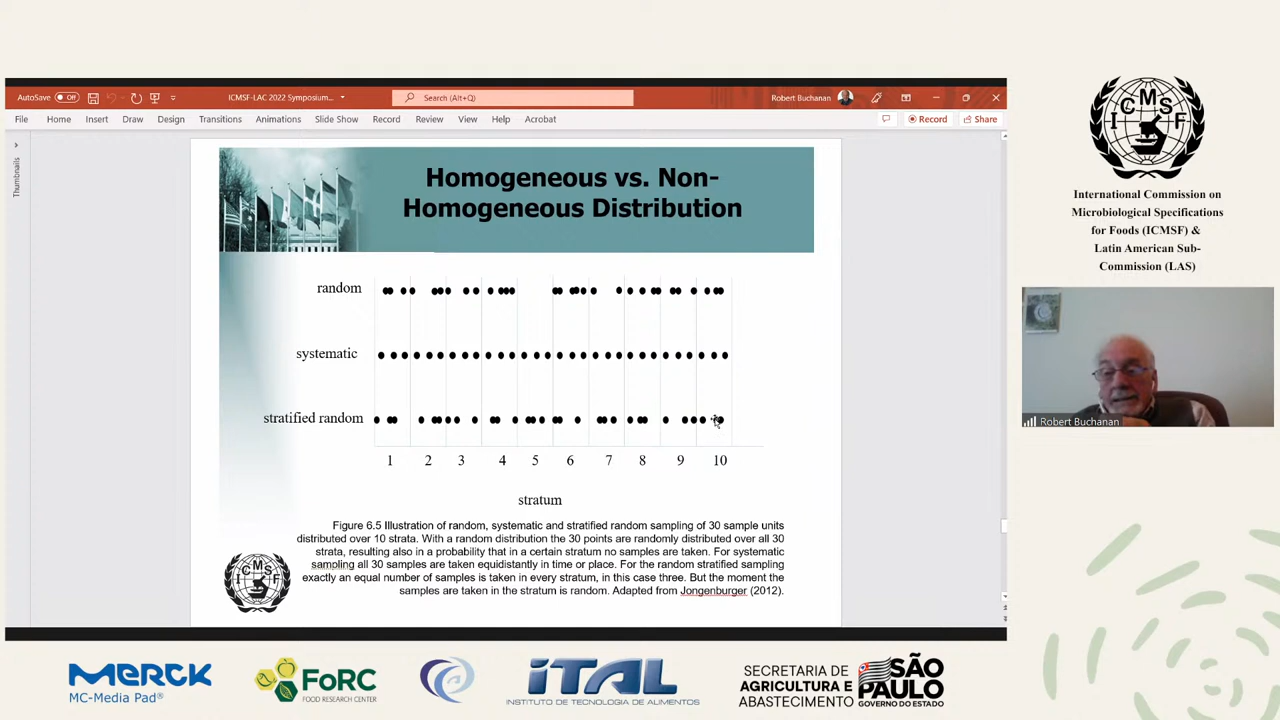 AutoSave Off ICMSF-LAC 2022 Symposium... Search (Alt+Q) Robert Buchanan
File Home Insert Draw Design Transitions Animations Slide Show Record Review View Help Acrobat Record Share
Thumbnails
Homogeneous vs. Non-
Homogeneous Distribution
random
systematic
stratified random
1 2 3 4 5 6 7 8 9 10
stratum
Figure 6.5 Illustration of random, systematic and stratified random sampling of 30 sample units
distributed over 10 strata. With a random distribution the 30 points are randomly distributed over all 30
strata, resulting also in a probability that in a certain stratum no samples are taken. For systematic
sampling all 30 samples are taken equidistantly in time or place. For the random stratified sampling
exactly an equal number of samples is taken in every stratum, in this case three. But the moment the
samples are taken in the stratum is random. Adapted from Jongenburger (2012).
ICMSF
ICMSF
International Commission on
Microbiological Specifications
for Foods (ICMSF) &
Latin American Sub-
Commission (LAS)
Robert Buchanan
MERCK
MC-Media Pad®
FoRC
FOOD RESEARCH CENTER
iTAL
INSTITUTO DE TECNOLOGIA DE ALIMENTOS
SECRETARIA DE
AGRICULTURA E
ABASTECIMENTO
SÃO
PAULO
GOVERNO DO ESTADO